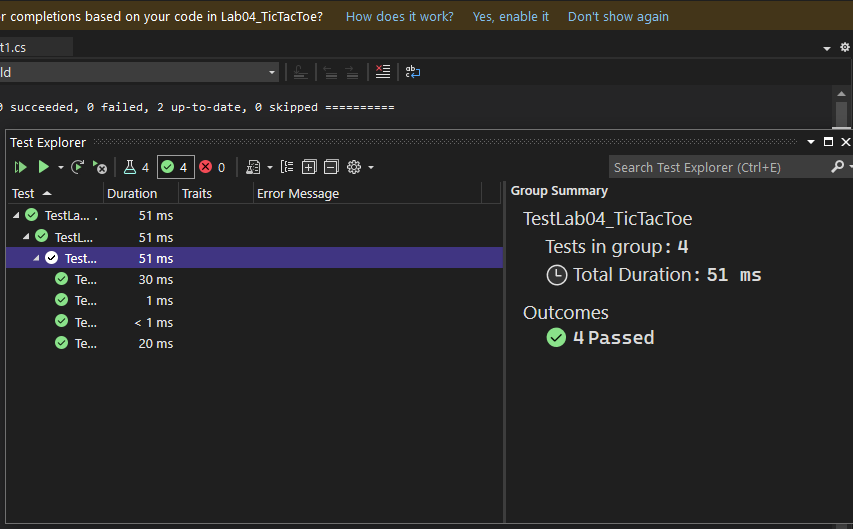 r completions based on your code in Lab04_TicTacToe? How does it work? Yes, enable it Don't show again
t1.cs
ld
0 succeeded, 0 failed, 2 up-to-date, 0 skipped ==========
Test Explorer
4 4 0
Search Test Explorer (Ctrl+E)
Test Duration Traits Error Message
TestLa... . 51 ms
TestL... 51 ms
Test... 51 ms
Te... 30 ms
Te... 1 ms
Te... < 1 ms
Te... 20 ms
Group Summary
TestLab04_TicTacToe
Tests in group: 4
Total Duration: 51 ms
Outcomes
4 Passed